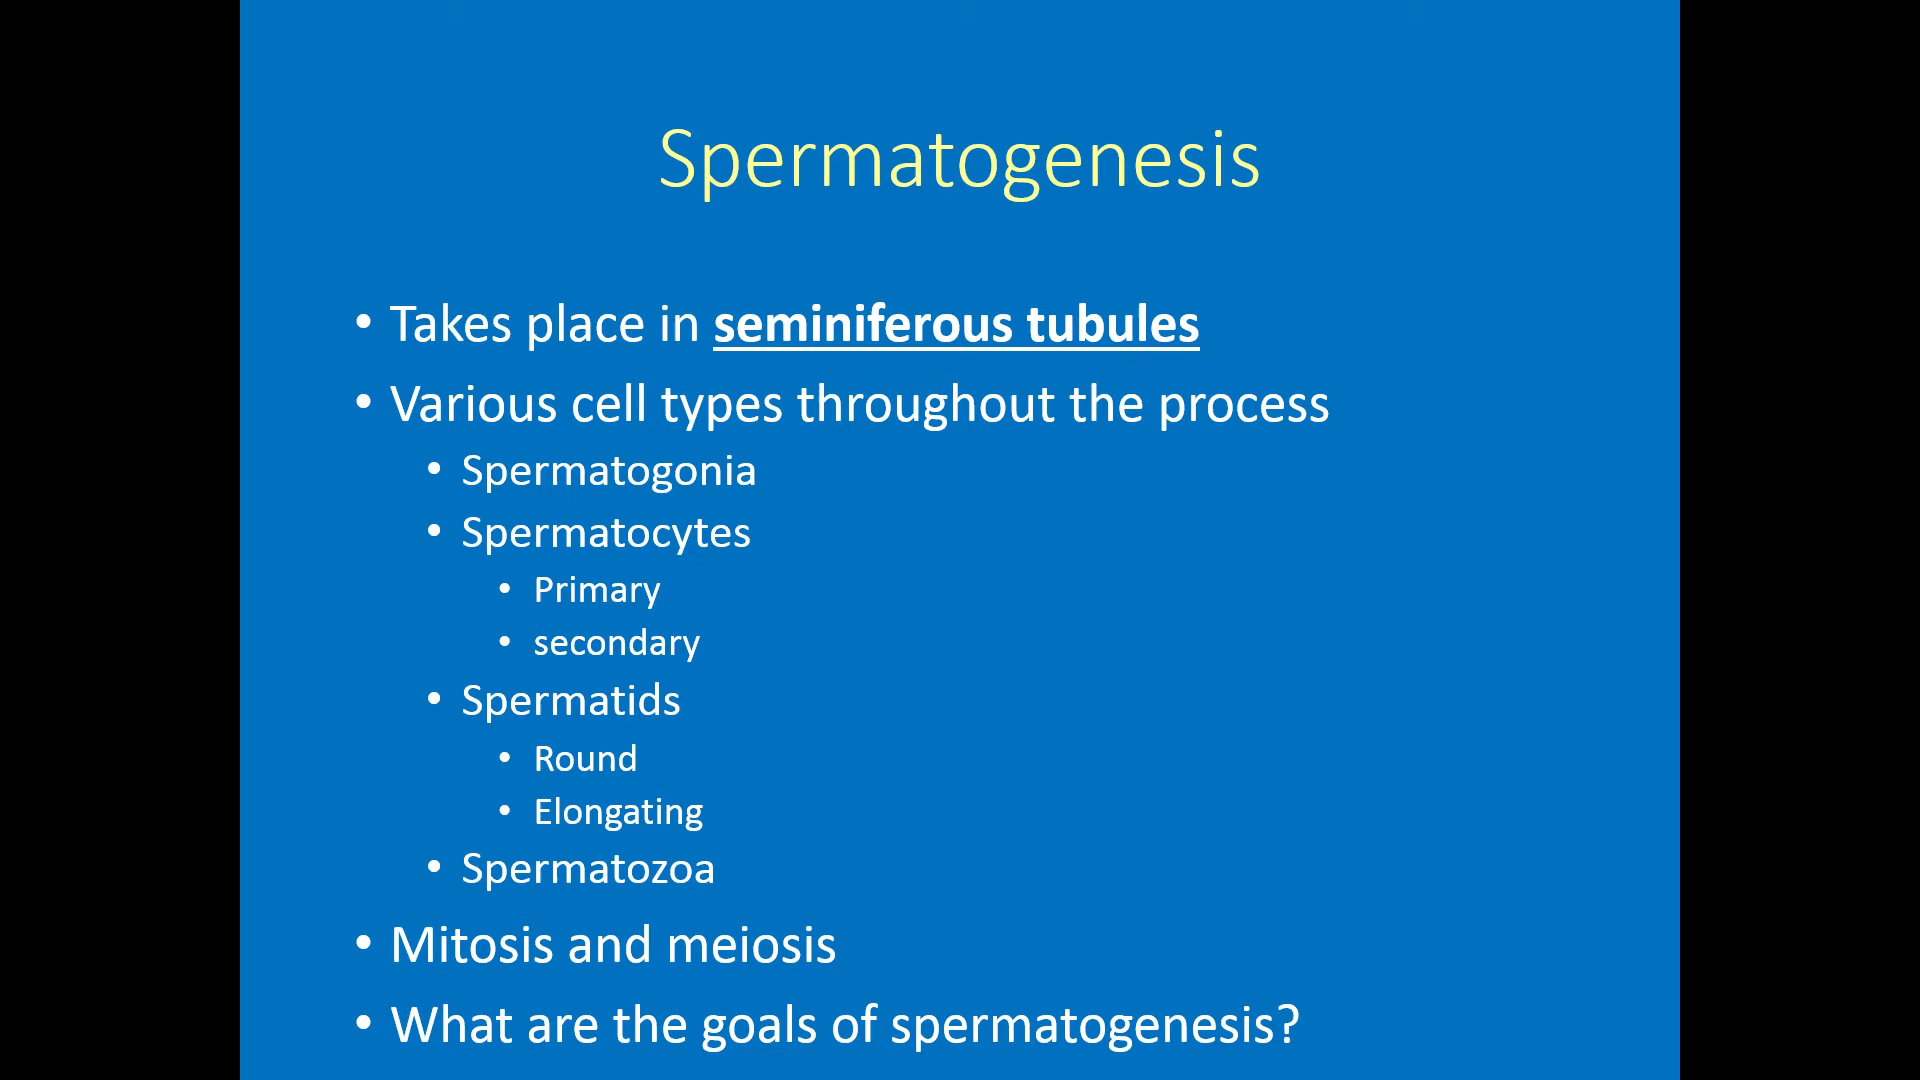 Spermatogenesis
• Takes place in seminiferous tubules
• Various cell types throughout the process
• Spermatogonia
• Spermatocytes
• Primary
• secondary
• Spermatids
• Round
• Elongating
• Spermatozoa
• Mitosis and meiosis
• What are the goals of spermatogenesis?